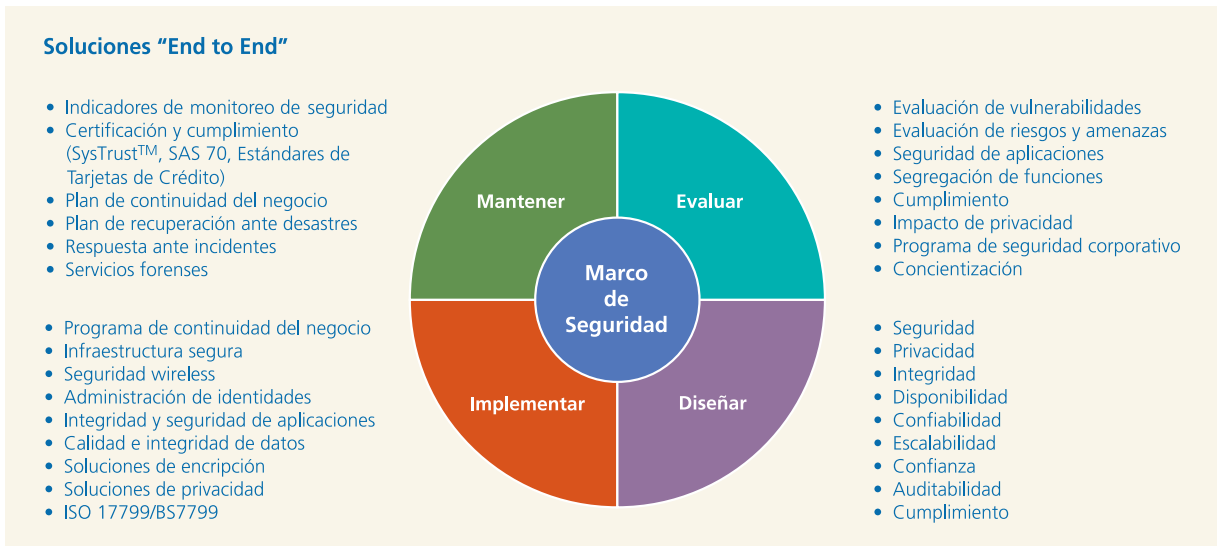 Soluciones “End to End”
• Indicadores de monitoreo de seguridad
• Certificación y cumplimiento
(SysTrust™, SAS 70, Estándares de
Tarjetas de Crédito)
• Plan de continuidad del negocio
• Plan de recuperación ante desastres
• Respuesta ante incidentes
• Servicios forenses
• Programa de continuidad del negocio
• Infraestructura segura
• Seguridad wireless
• Administración de identidades
• Integridad y seguridad de aplicaciones
• Calidad e integridad de datos
• Soluciones de encripción
• Soluciones de privacidad
• ISO 17799/BS7799
Mantener
Evaluar
Marco
de
Seguridad
Implementar
Diseñar
• Evaluación de vulnerabilidades
• Evaluación de riesgos y amenazas
• Seguridad de aplicaciones
• Segregación de funciones
• Cumplimiento
• Impacto de privacidad
• Programa de seguridad corporativo
• Concientización
• Seguridad
• Privacidad
• Integridad
• Disponibilidad
• Confiabilidad
• Escalabilidad
• Confianza
• Auditabilidad
• Cumplimiento